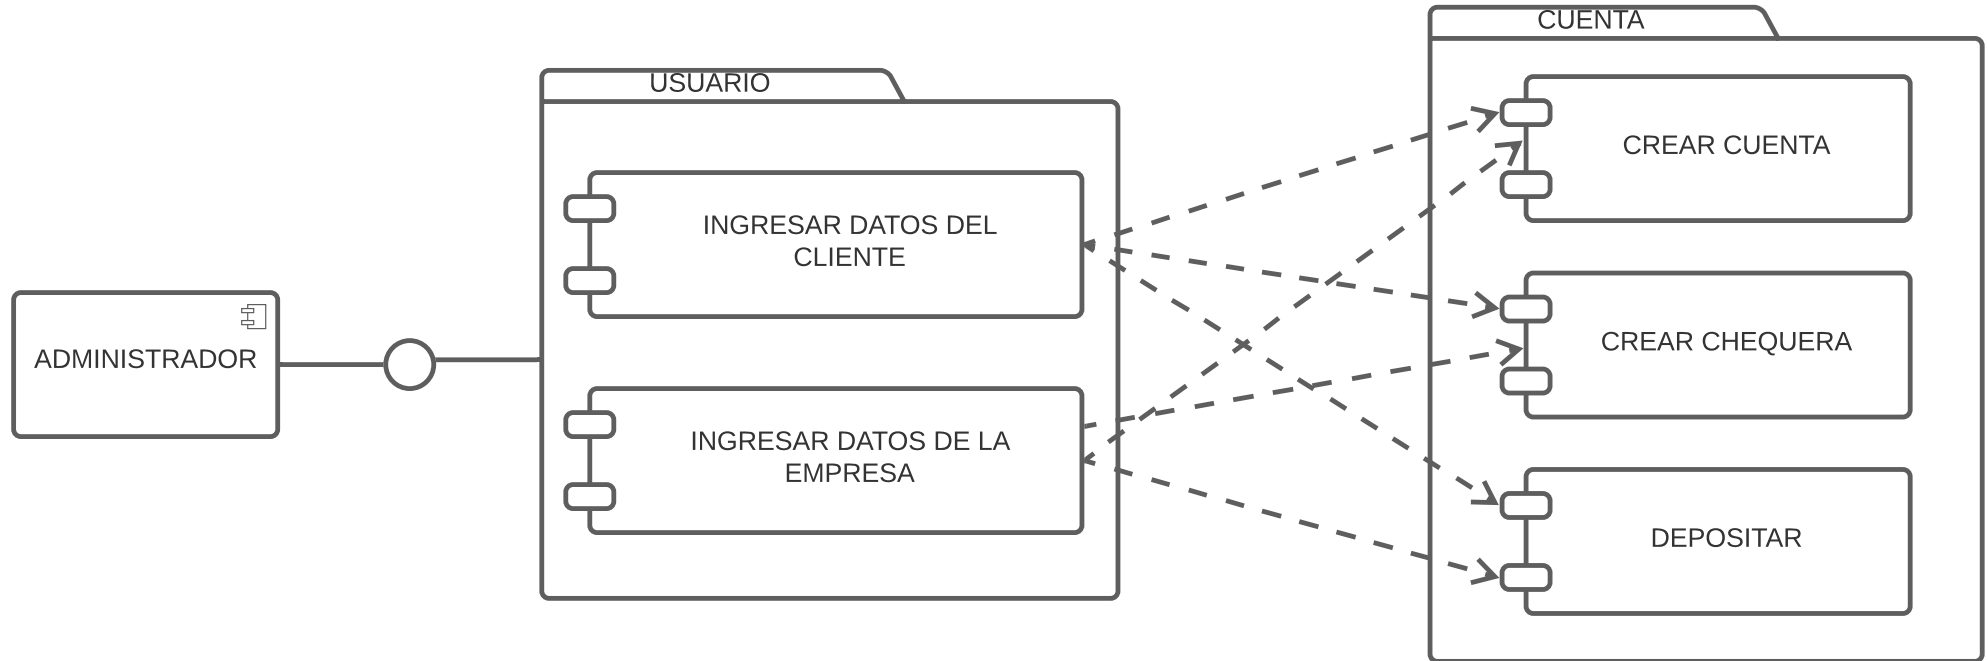 CUENTA
USUARIO
CREAR CUENTA
INGRESAR DATOS DEL
CLIENTE
ADMINISTRADOR
CREAR CHEQUERA
INGRESAR DATOS DE LA
EMPRESA
DEPOSITAR